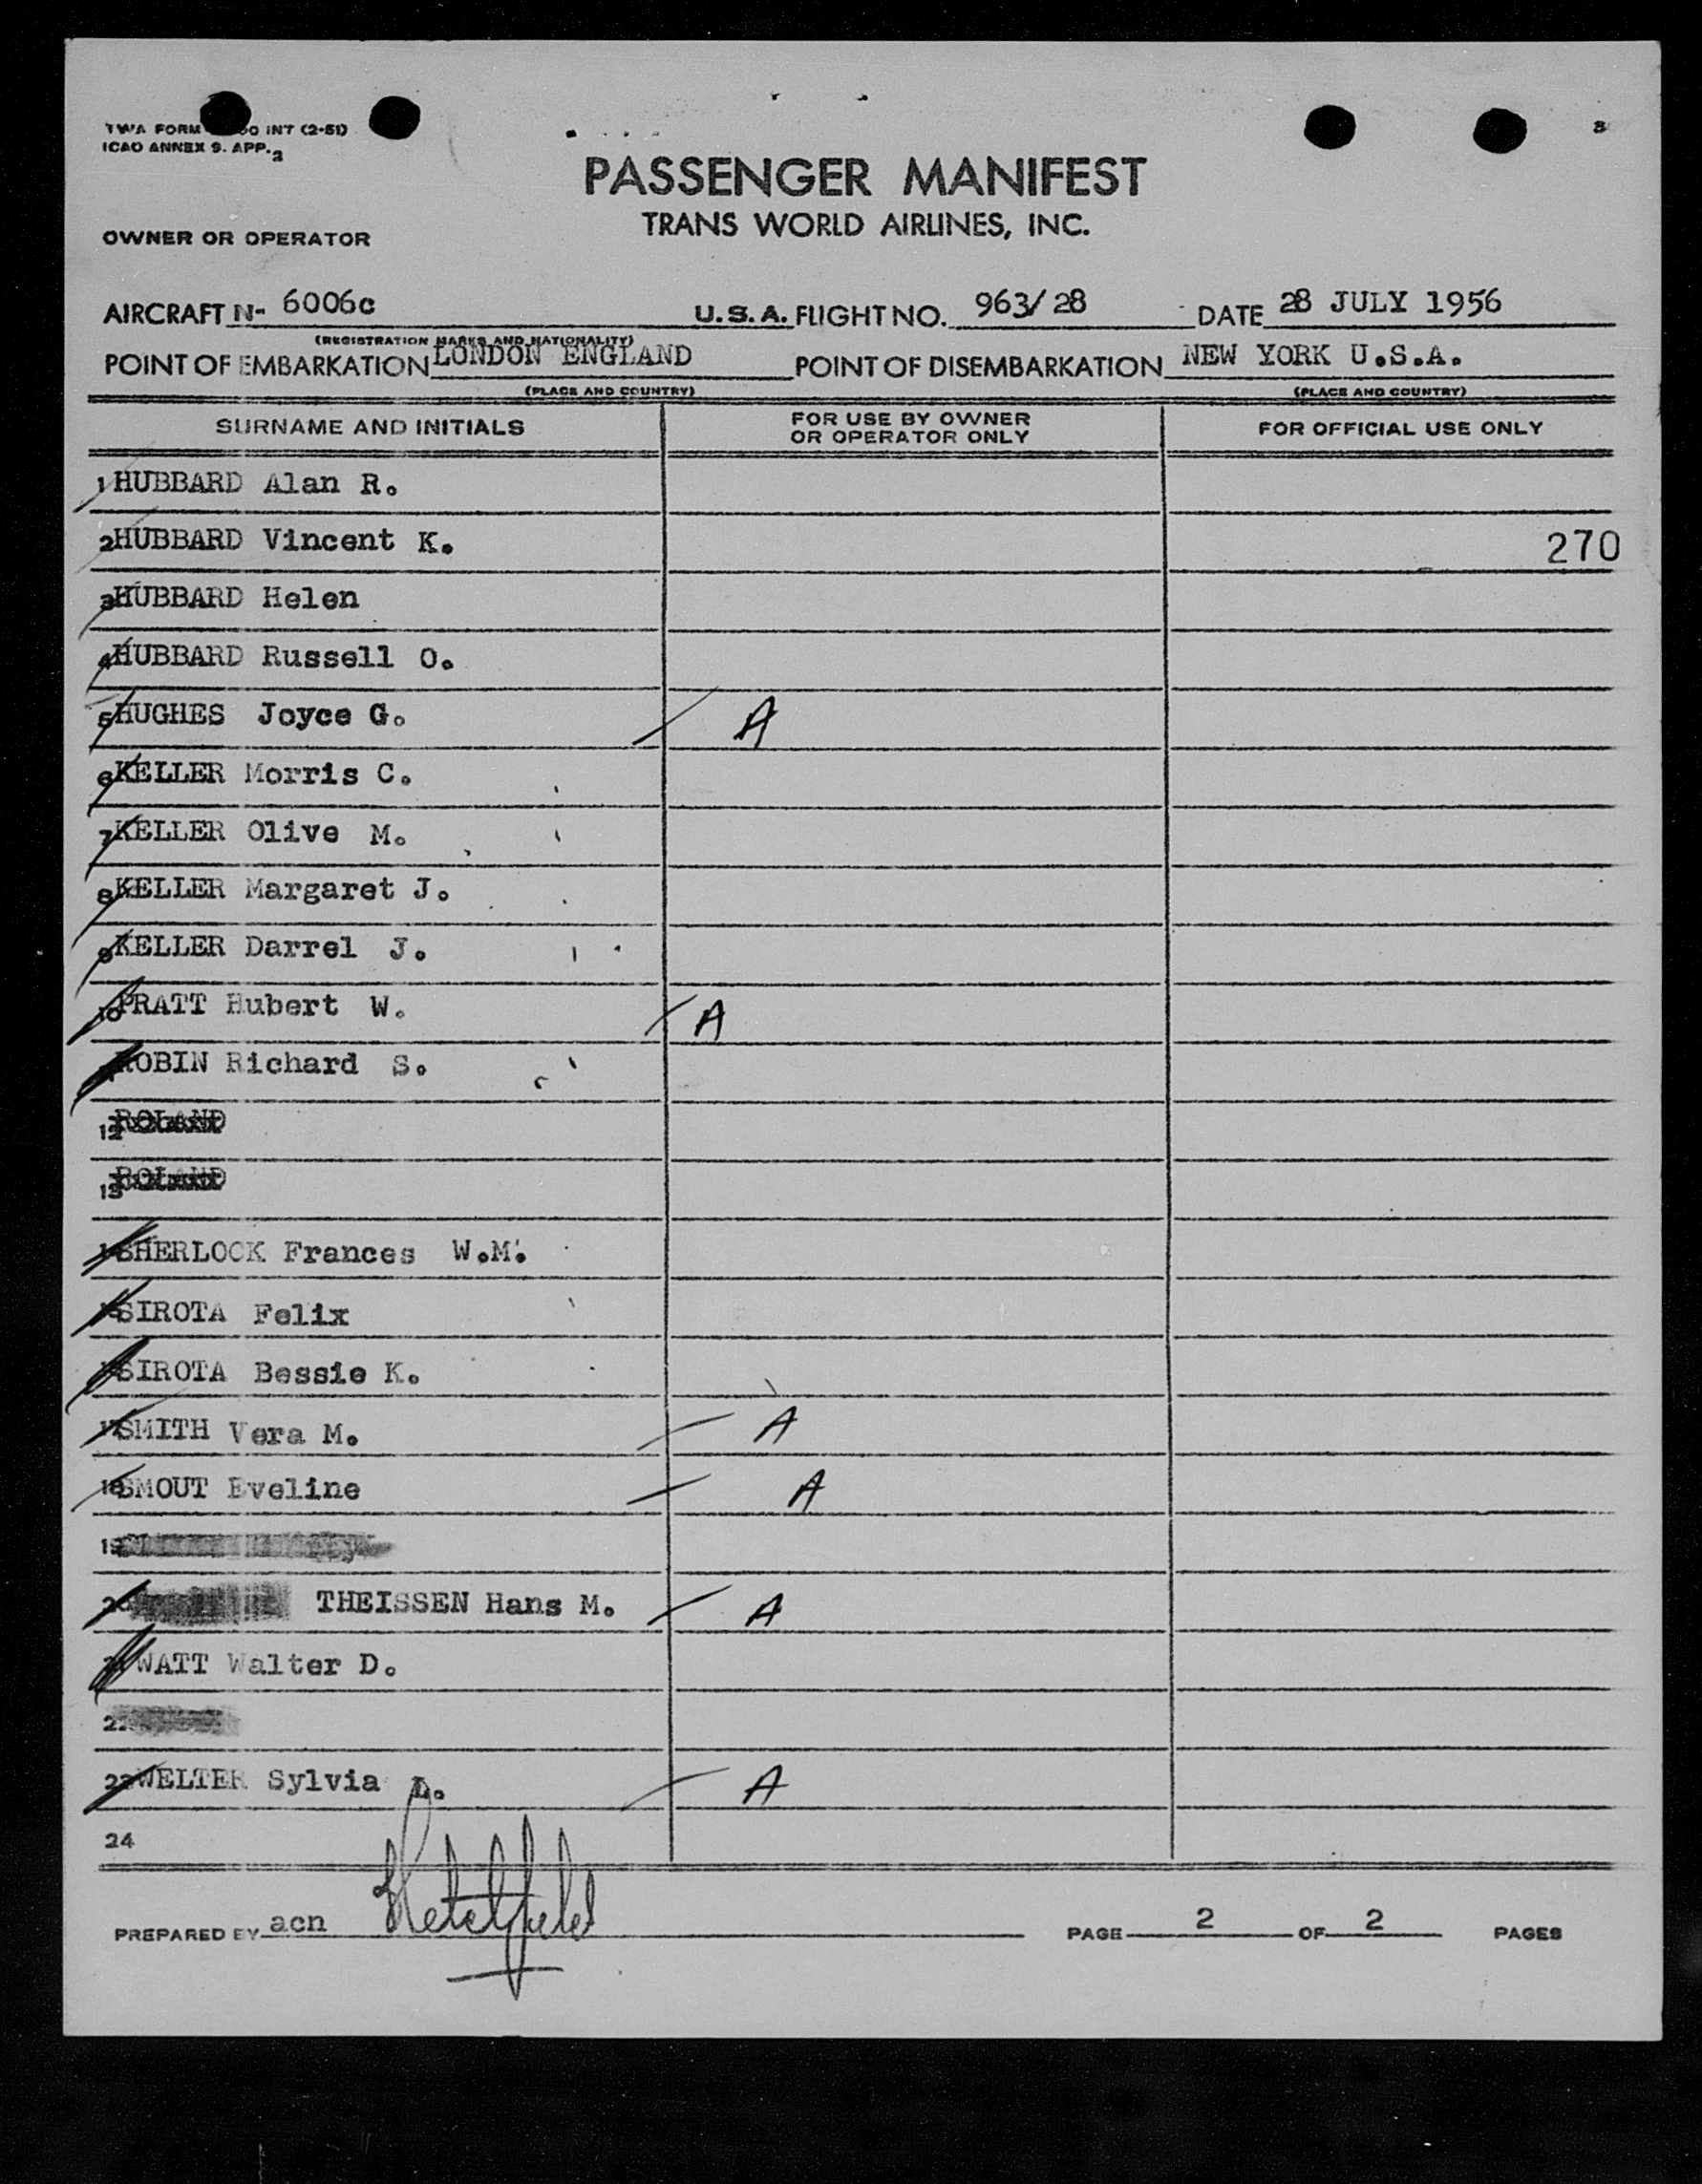 TWA FORM INT (2-51)
ICAO ANNEX 9. APP. 2
PASSENGER MANIFEST
TRANS WORLD AIRLINES, INC.
OWNER OR OPERATOR
AIRCRAFT N- 6006c U.S.A. FLIGHT NO. 963/28 DATE 28 JULY 1956
(REGISTRATION MARKS AND NATIONALITY)
POINT OF EMBARKATION LONDON ENGLAND POINT OF DISEMBARKATION NEW YORK U.S.A.
(PLACE AND COUNTRY) (PLACE AND COUNTRY)
SURNAME AND INITIALS FOR USE BY OWNER OR OPERATOR ONLY FOR OFFICIAL USE ONLY
1 HUBBARD Alan R.
2 HUBBARD Vincent K. 270
3 HUBBARD Helen
4 HUBBARD Russell O.
5 HUGHES Joyce G. A
6 KELLER Morris C.
7 KELLER Olive M.
8 KELLER Margaret J.
9 KELLER Darrel J.
10 PRATT Hubert W. A
ROBIN Richard S.
12 ROLAND
13 ROLAND
SHERLOCK Frances W.M.
SIROTA Felix
SIROTA Bessie K.
17 SMITH Vera M. A
18 SMOUT Eveline A
19
20 THEISSEN Hans M. A
WATT Walter D.
22
23 WELTER Sylvia L. A
24
PREPARED BY acn PAGE 2 OF 2 PAGES